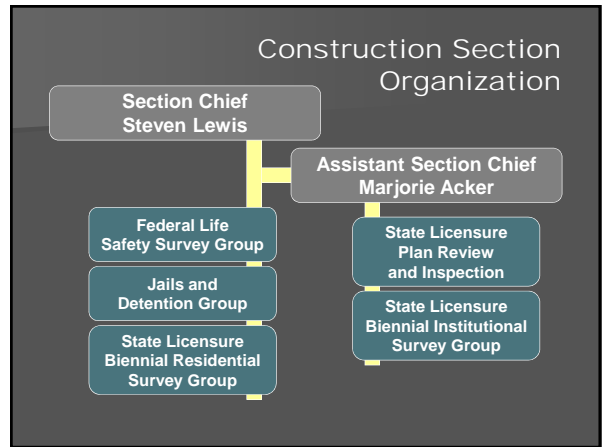 Construction Section
Organization
Section Chief
Steven Lewis
Assistant Section Chief
Marjorie Acker
Federal Life
Safety Survey Group
Jails and
Detention Group
State Licensure
Biennial Residential
Survey Group
State Licensure
Plan Review
and Inspection
State Licensure
Biennial Institutional
Survey Group